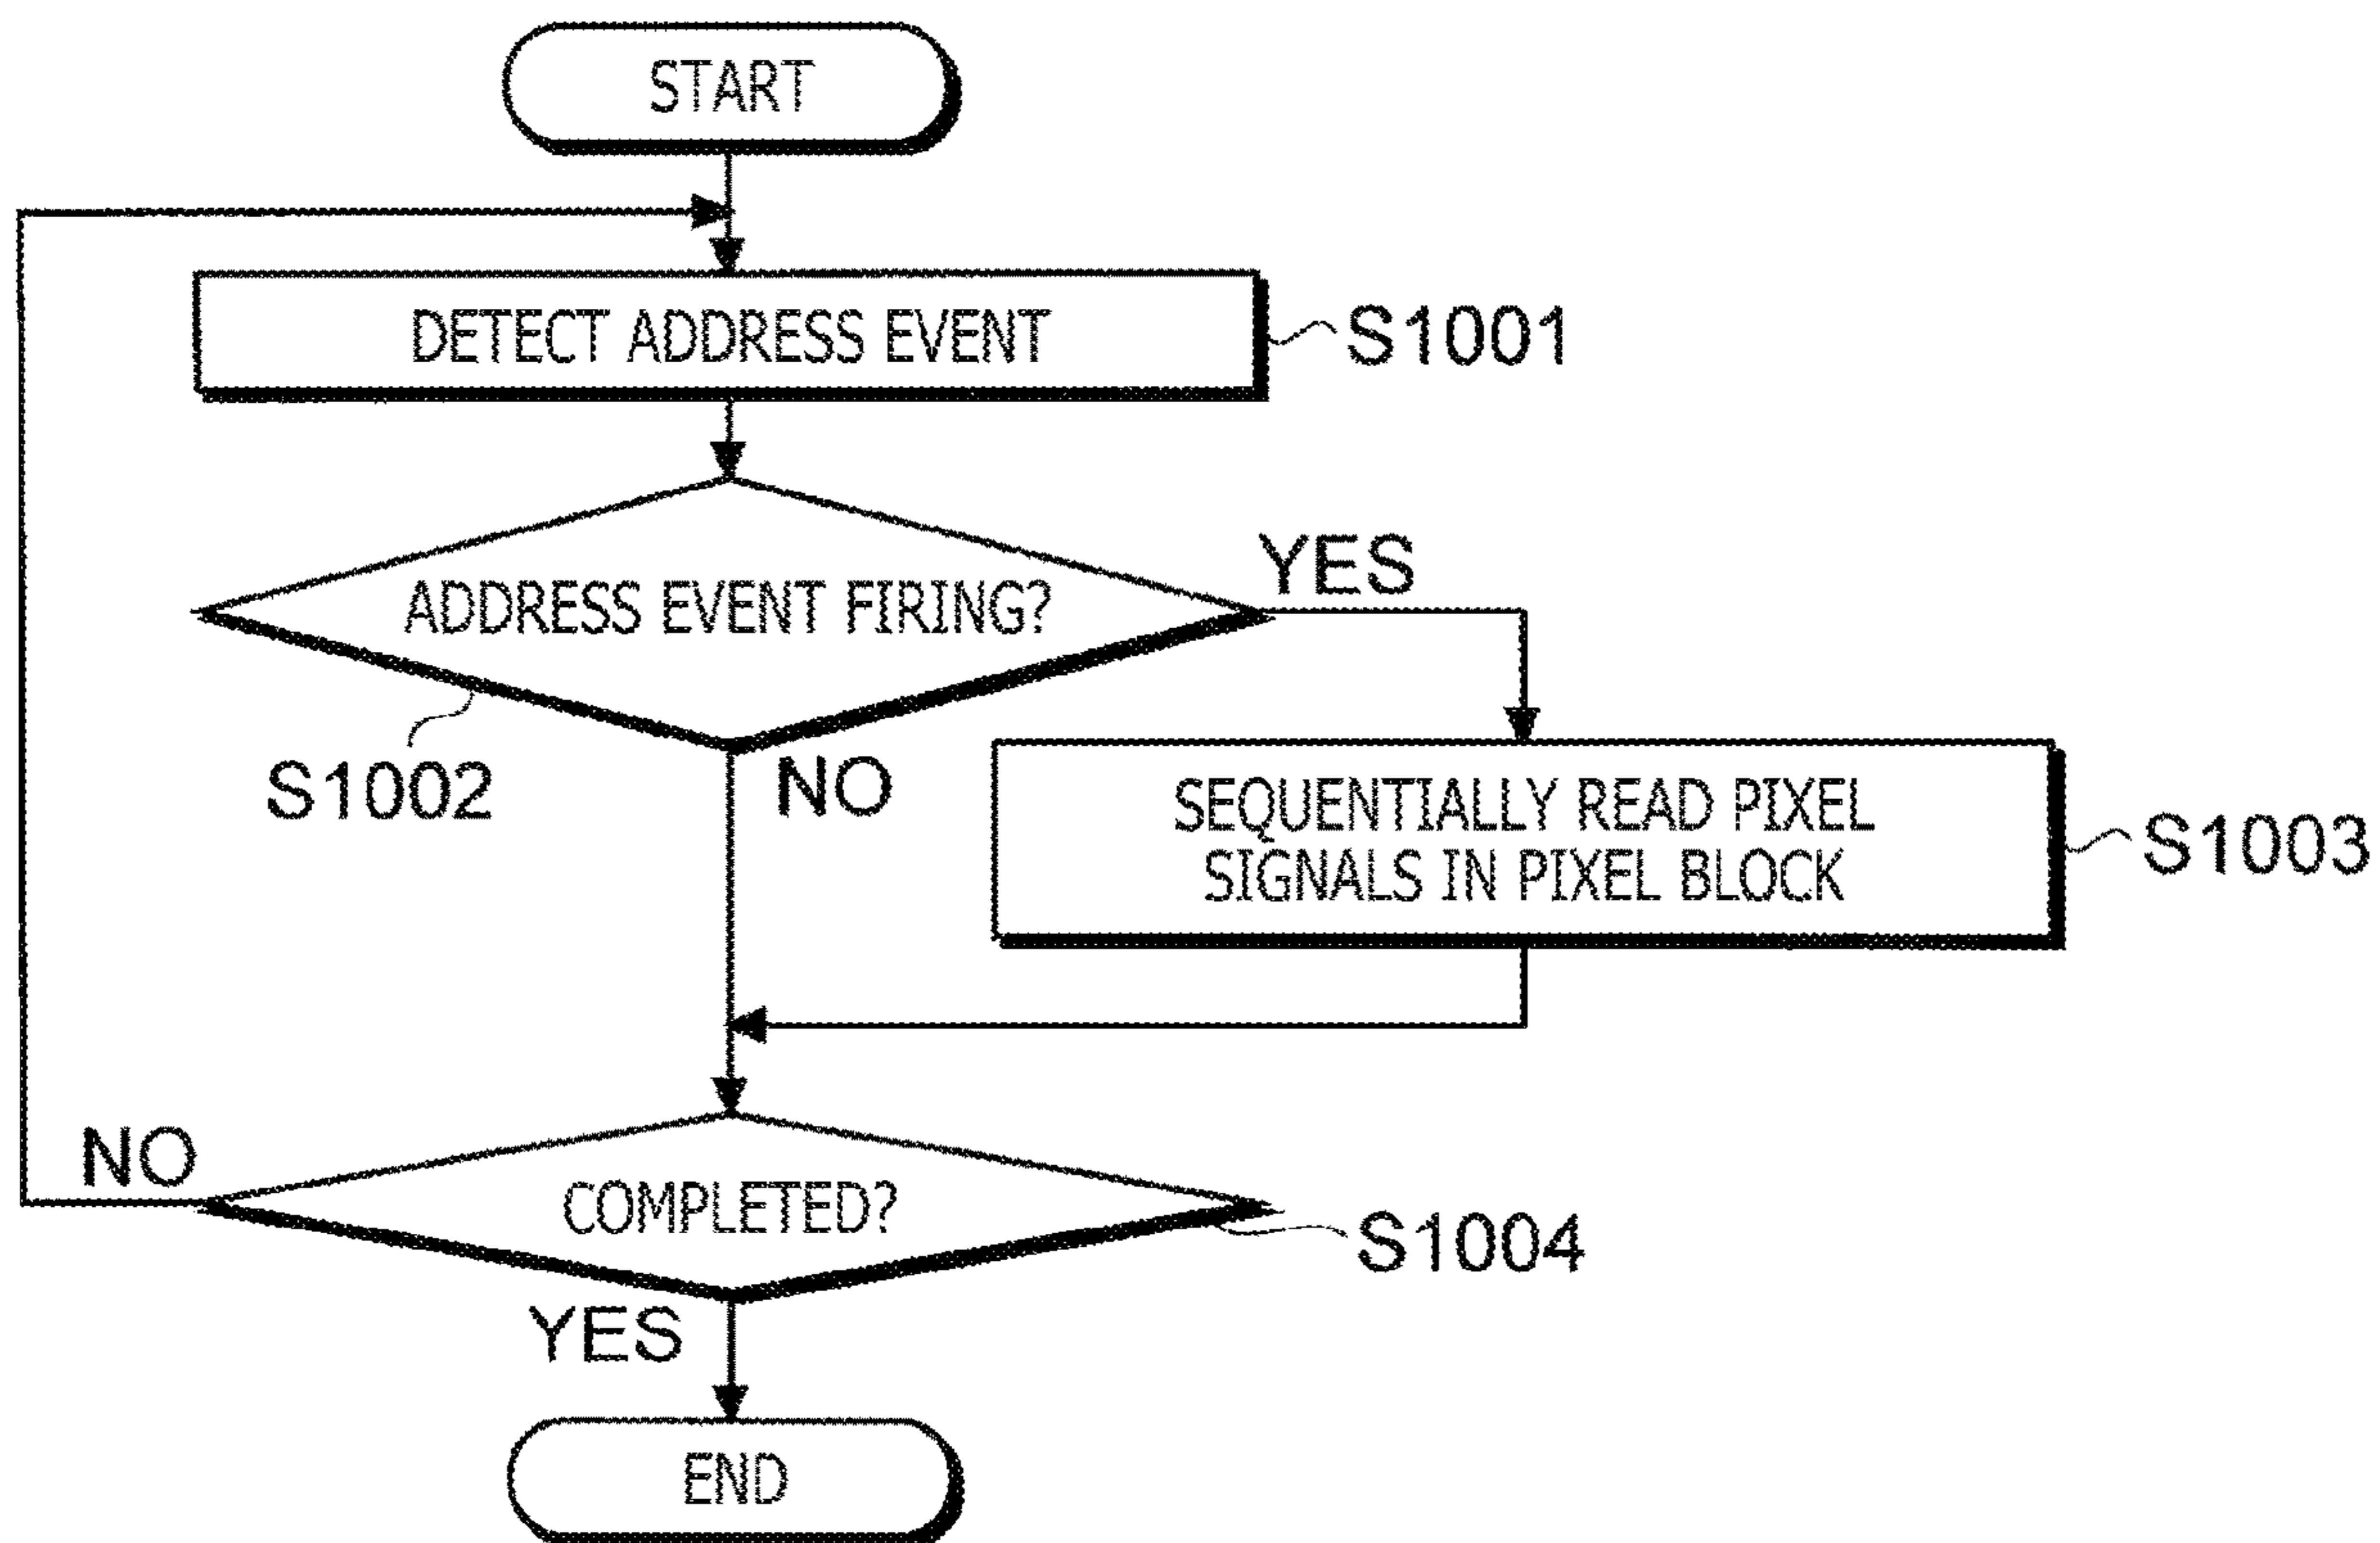 START
DETECT ADDRESS EVENT
S1001
ADDRESS EVENT FIRING?
YES
S1002
NO
SEQUENTIALLY READ PIXEL
SIGNALS IN PIXEL BLOCK
S1003
NO
COMPLETED?
S1004
YES
END